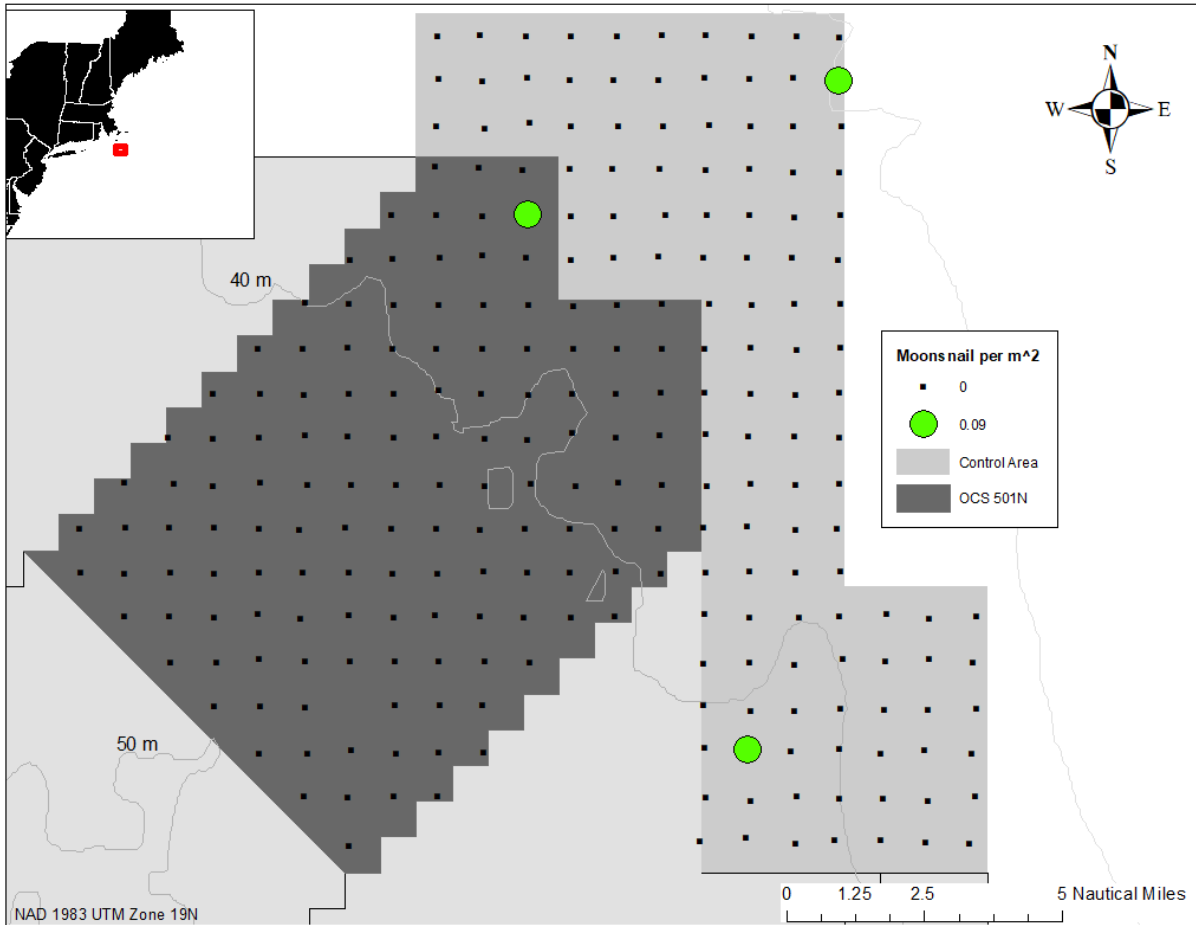 N
W E
S
40 m
Moonsnail per m^2
0
0.09
Control Area
OCS 501N
50 m
0 1.25 2.5 5 Nautical Miles
NAD 1983 UTM Zone 19N